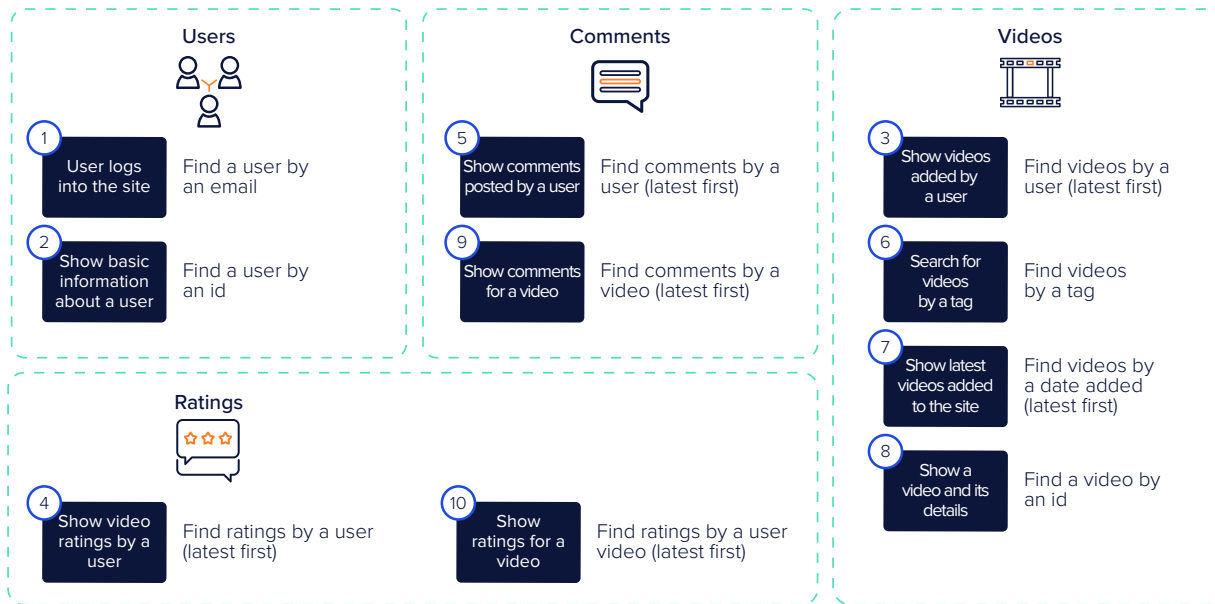 Users
1
User logs
into the site
Find a user by
an email
2
Show basic
information
about a user
Find a user by
an id
Comments
5
Show comments
posted by a user
Find comments by a
user (latest first)
9
Show comments
for a video
Find comments by a
video (latest first)
Videos
3
Show videos
added by
a user
Find videos by a
user (latest first)
6
Search for
videos
by a tag
Find videos
by a tag
7
Show latest
videos added
to the site
Find videos by
a date added
(latest first)
8
Show a
video and its
details
Find a video by
an id
Ratings
4
Show video
ratings by a
user
Find ratings by a user
(latest first)
10
Show
ratings for a
video
Find ratings by a user
video (latest first)